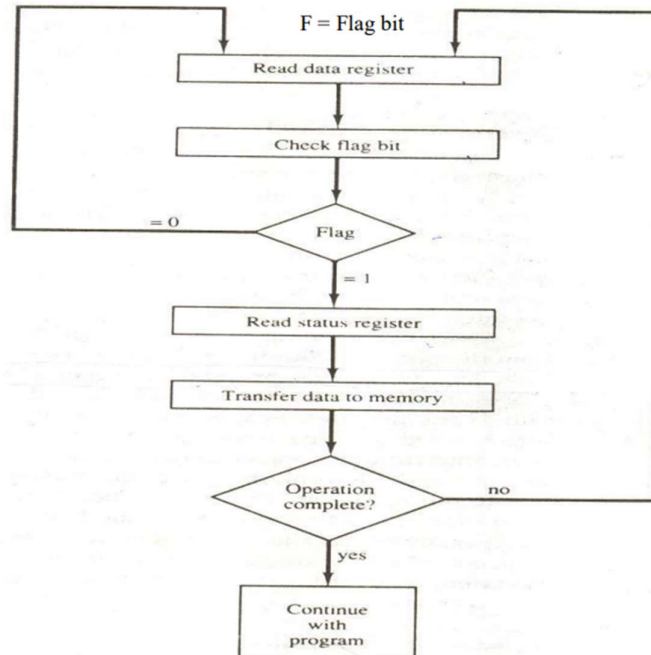 F = Flag bit
Read data register
Check flag bit
= 0
Flag
= 1
Read status register
Transfer data to memory
Operation
complete?
no
yes
Continue
with
program